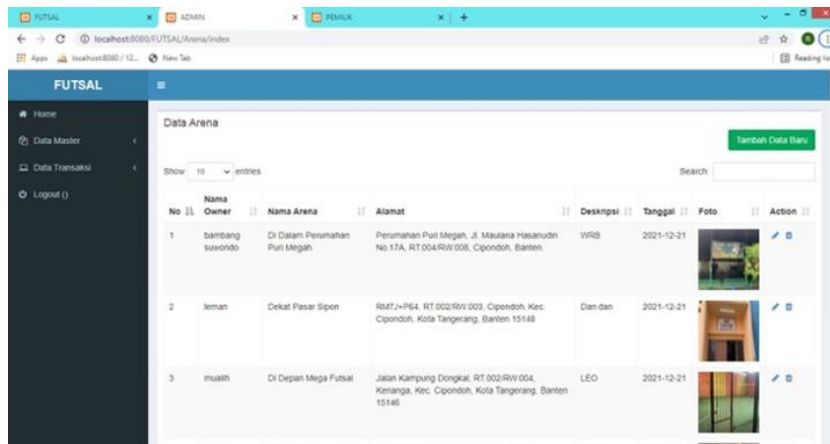 FUTSAL
ADMIN
PEMILIK
localhost:8080/FUTSAL/Arena/index
Apps
localhost:8080 / 12...
New Tab
Reading list
FUTSAL
Home
Data Master
Data Transaksi
Logout ()
Data Arena
Tambah Data Baru
Show 10 entries
Search:
No Nama Owner Nama Arena Alamat Deskripsi Tanggal Foto Action
1 bambang suwondo Di Dalam Perumahan Puri Megah Perumahan Puri Megah, Jl. Maulana Hasanudin No.17A, RT.004/RW.008, Cipondoh, Banten. WRB 2021-12-21
2 leman Dekat Pasar Sipon RM7J+P64, RT.002/RW.003, Cipondoh, Kec. Cipondoh, Kota Tangerang, Banten 15148 Dan dan 2021-12-21
3 mualih Di Depan Mega Futsal Jalan Kampung Dongkal, RT.002/RW.004, Kenanga, Kec. Cipondoh, Kota Tangerang, Banten 15146 LEO 2021-12-21